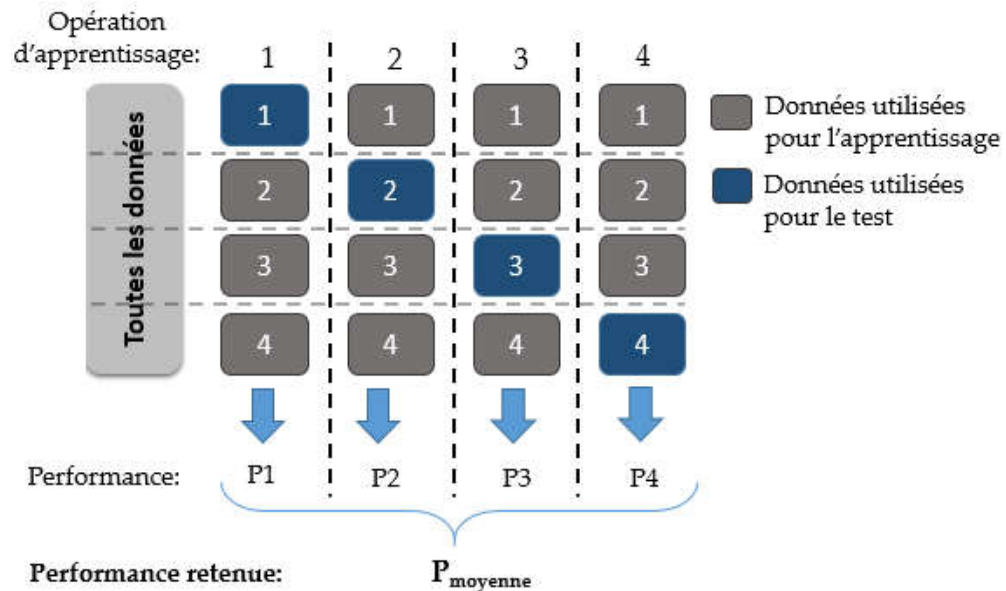 Opération
d'apprentissage:
1 2 3 4
Toutes les données
1 1 1 1
2 2 2 2
3 3 3 3
4 4 4 4
Données utilisées
pour l'apprentissage
Données utilisées
pour le test
Performance: P1 P2 P3 P4
Performance retenue: Pmoyenne